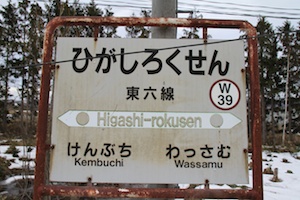 ひがしろくせん
東六線
W
39
Higashi-rokusen
けんぶち わっさむ
Kembuchi Wassamu